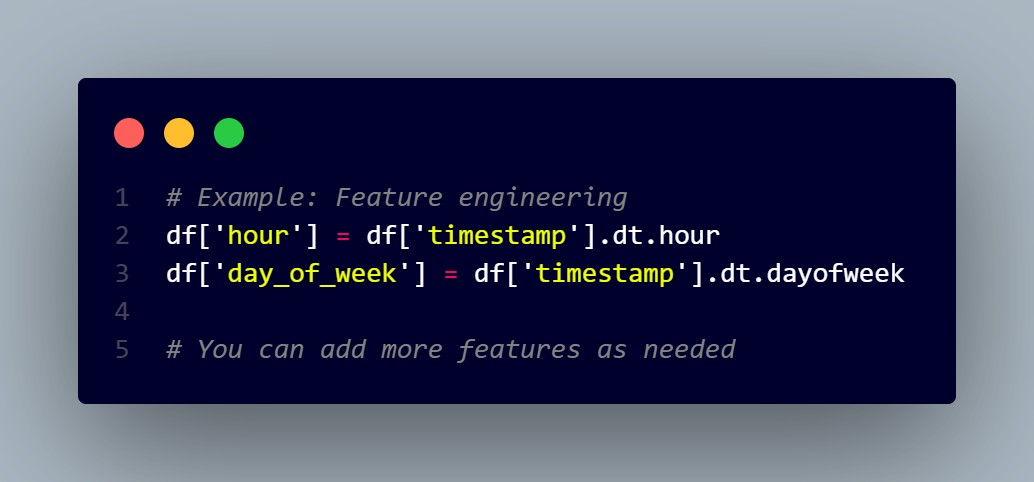 1 # Example: Feature engineering
2 df['hour'] = df['timestamp'].dt.hour
3 df['day_of_week'] = df['timestamp'].dt.dayofweek
4
5 # You can add more features as needed